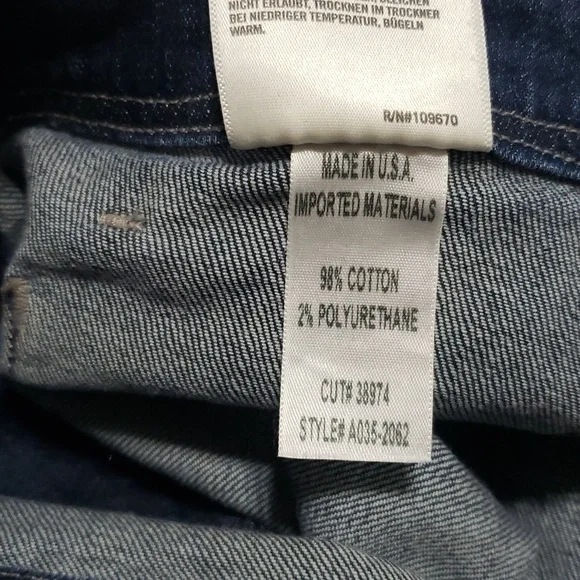 NICHT ERLAUBT, TROCKNEN IM TROCKNER
BEI NIEDRIGER TEMPERATUR, BÜGELN
WARM.
R/N#109670
MADE IN U.S.A.
IMPORTED MATERIALS
98% COTTON
2% POLYURETHANE
CUT# 38974
STYLE# A035-2062